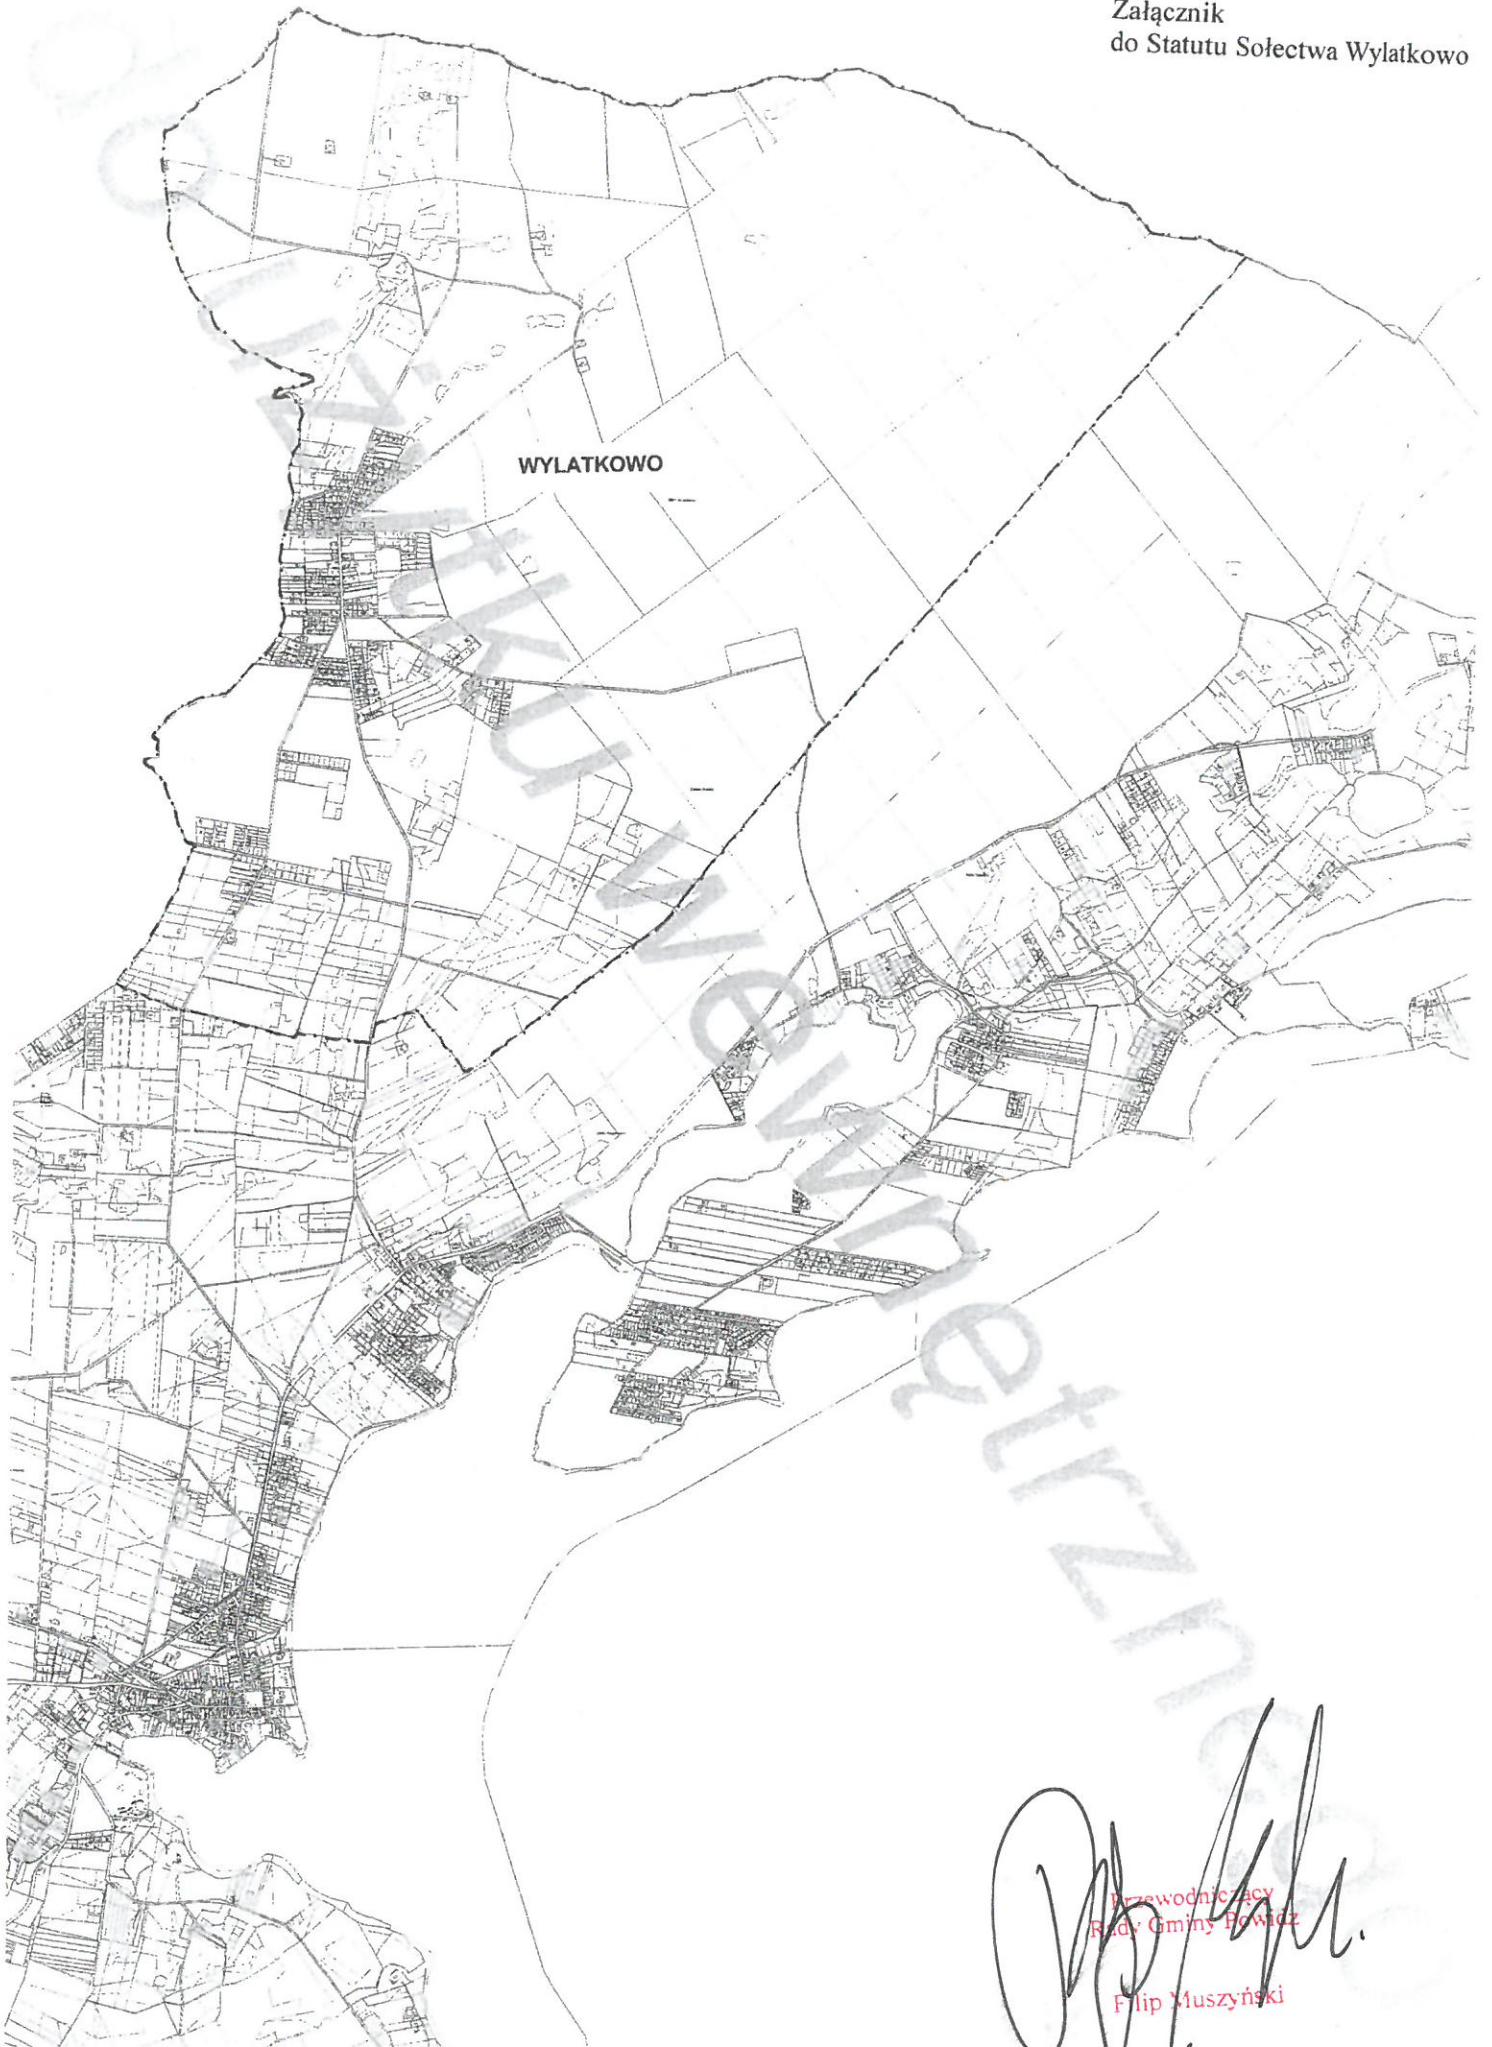 Załącznik
do Statutu Sołectwa Wylatkowo
WYLATKOWO
do użytku wewnętrznego
Przewodniczący
Rady Gminy Powidz
Filip Muszyński